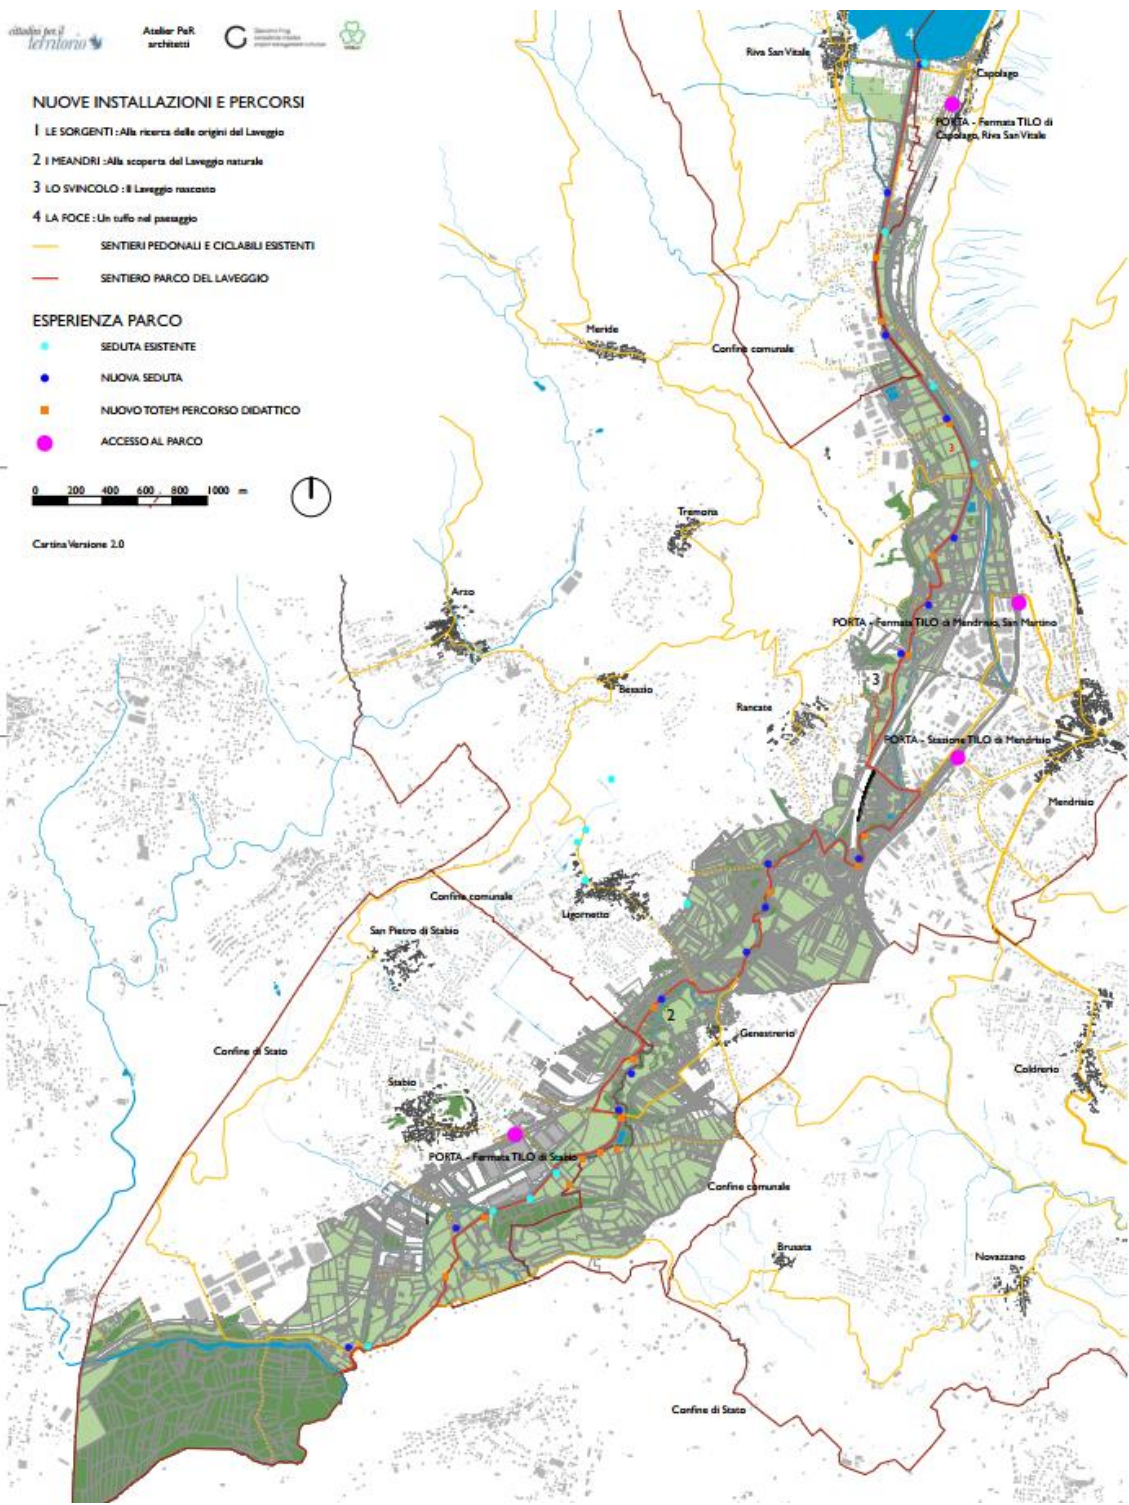 cittadini per il
territorio
Atelier PeR
architetti
NUOVE INSTALLAZIONI E PERCORSI
1 LE SORGENTI : Alla ricerca delle origini del Laveggio
2 I MEANDRI : Alla scoperta del Laveggio naturale
3 LO SVINCOLO : Il Laveggio nascosto
4 LA FOCE : Un tuffo nel paesaggio
SENTIERI PEDONALI E CICLABILI ESISTENTI
SENTIERO PARCO DEL LAVEGGIO
ESPERIENZA PARCO
SEDUTA ESISTENTE
NUOVA SEDUTA
NUOVO TOTEM PERCORSO DIDATTICO
ACCESSO AL PARCO
0 200 400 600 800 1000 m
Cartina Versione 2.0
4
Riva San Vitale
Capolago
PORTA - Fermata TILO di
Capolago, Riva San Vitale
Meride
Confine comunale
3
Tremona
Arzo
PORTA - Fermata TILO di Mendrisio, San Martino
3
Besazio
Rancate
PORTA - Stazione TILO di Mendrisio
Mendrisio
Confine comunale
Ligornetto
San Pietro di Stabio
2
Genestrerio
Confine di Stato
Coldrerio
Stabio
PORTA - Fermata TILO di Stabio
Confine comunale
1
Brusata
Novazzano
Confine di Stato